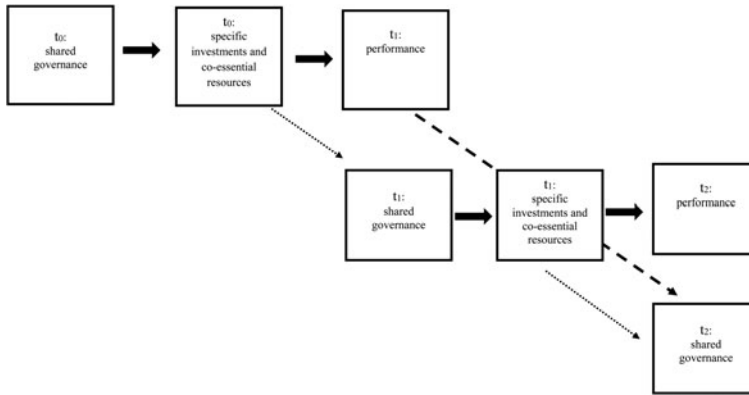 t₀:
shared
governance
t₀:
specific
investments and
co-essential
resources
t₁:
performance
t₁:
shared
governance
t₁:
specific
investments and
co-essential
resources
t₂:
performance
t₂:
shared
governance